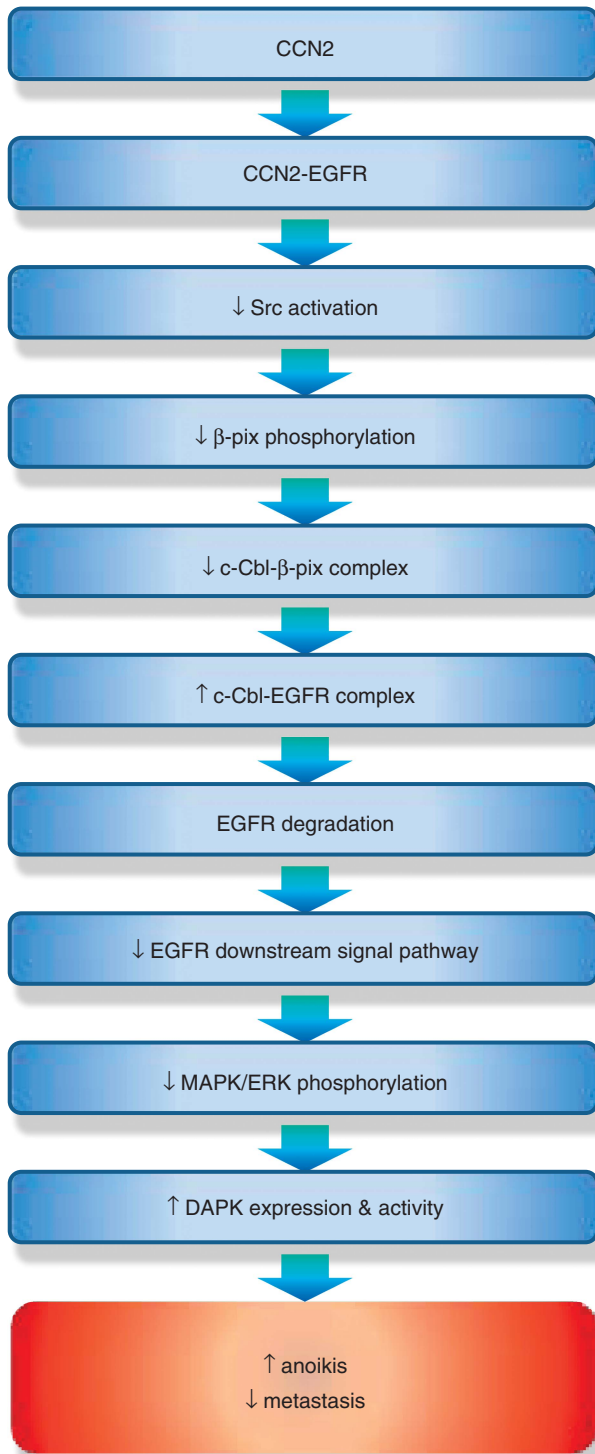 CCN2
CCN2-EGFR
↓ Src activation
↓ β-pix phosphorylation
↓ c-Cbl-β-pix complex
↑ c-Cbl-EGFR complex
EGFR degradation
↓ EGFR downstream signal pathway
↓ MAPK/ERK phosphorylation
↑ DAPK expression & activity
↑ anoikis
↓ metastasis